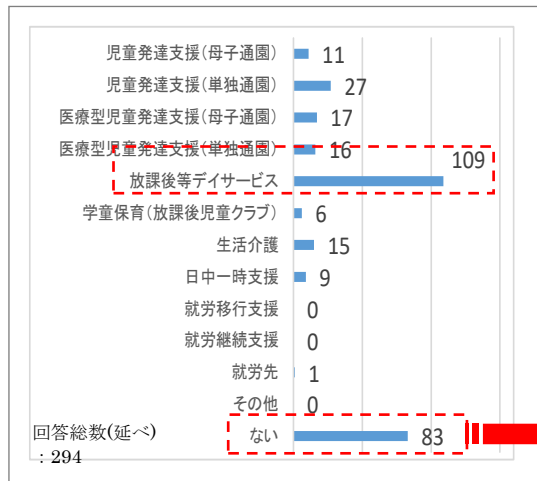 児童発達支援(母子通園) 11
児童発達支援(単独通園) 27
医療型児童発達支援(母子通園) 17
医療型児童発達支援(単独通園) 16
放課後等デイサービス 109
学童保育(放課後児童クラブ) 6
生活介護 15
日中一時支援 9
就労移行支援 0
就労継続支援 0
就労先 1
その他 0
ない 83
回答総数(延べ)
：294